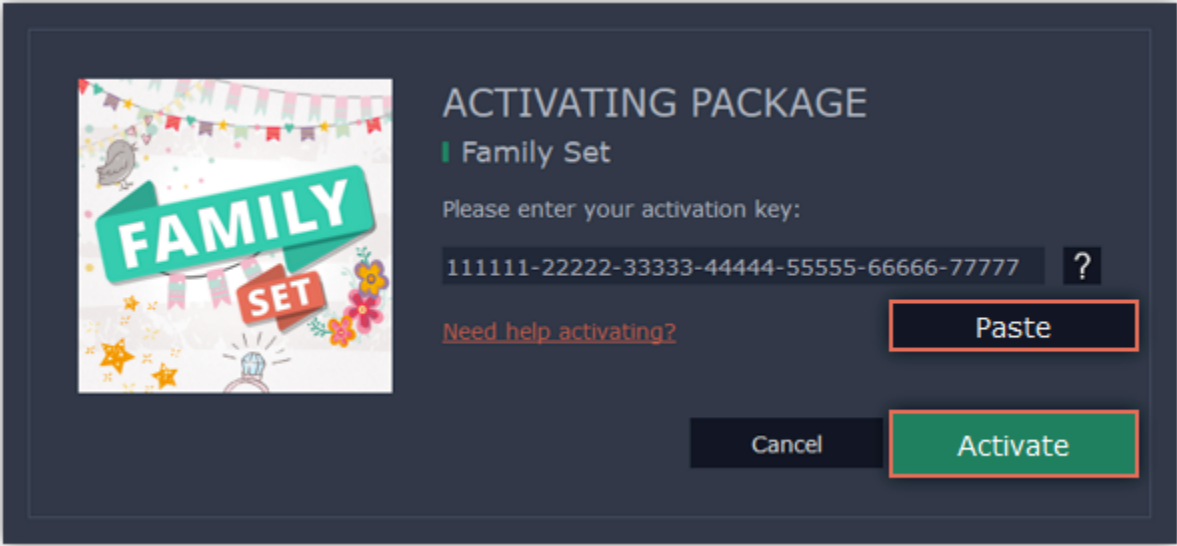 ACTIVATING PACKAGE
Family Set
FAMILY
SET
Please enter your activation key:
111111-22222-33333-44444-55555-66666-77777
?
Need help activating?
Paste
Cancel
Activate